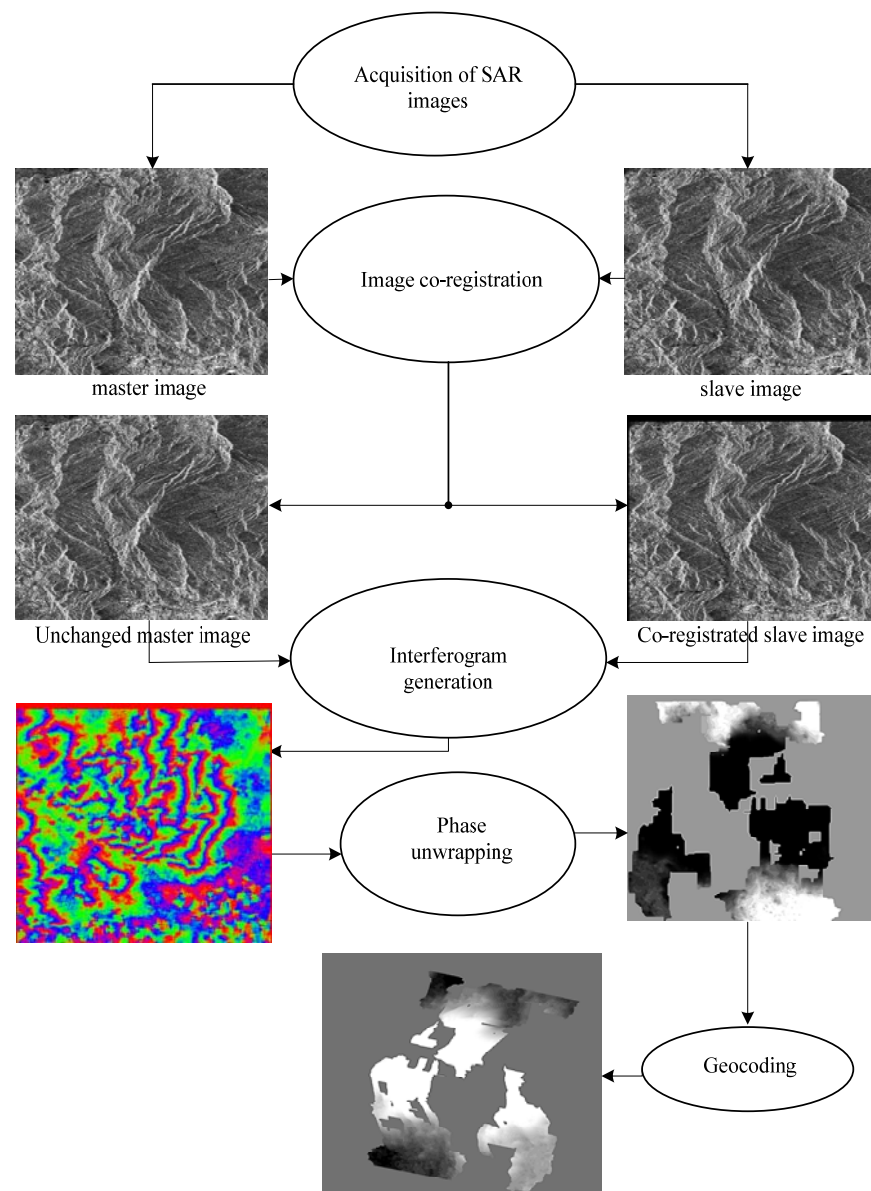 Acquisition of SAR
images
Image co-registration
master image
slave image
Unchanged master image
Co-registrated slave image
Interferogram
generation
Phase
unwrapping
Geocoding